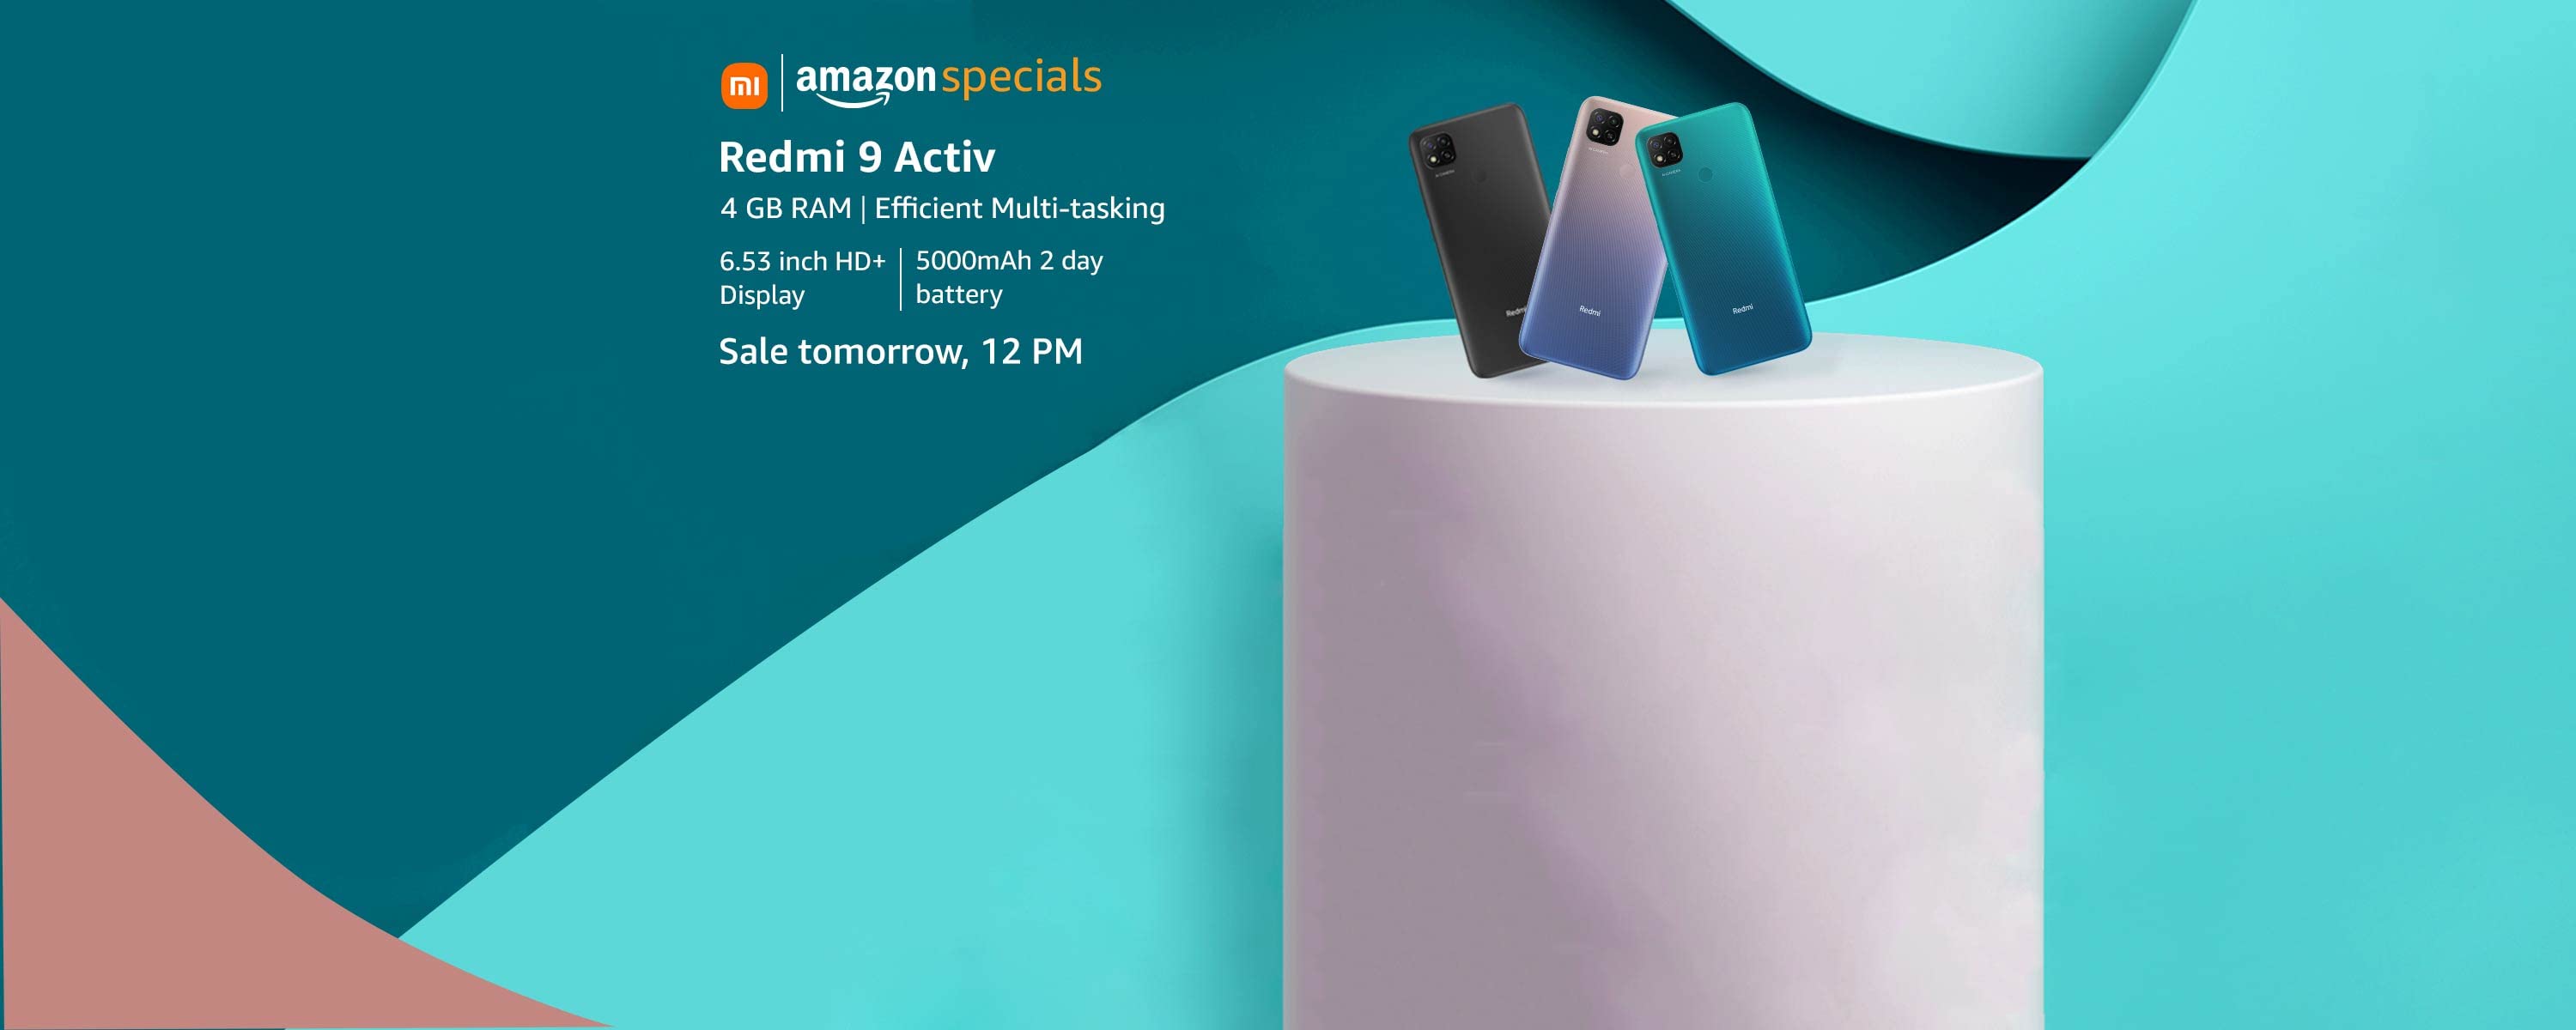 mi | amazon specials
Redmi 9 Activ
4 GB RAM | Efficient Multi-tasking
6.53 inch HD+
Display
5000mAh 2 day
battery
Sale tomorrow, 12 PM
Redmi
Redmi
Redmi